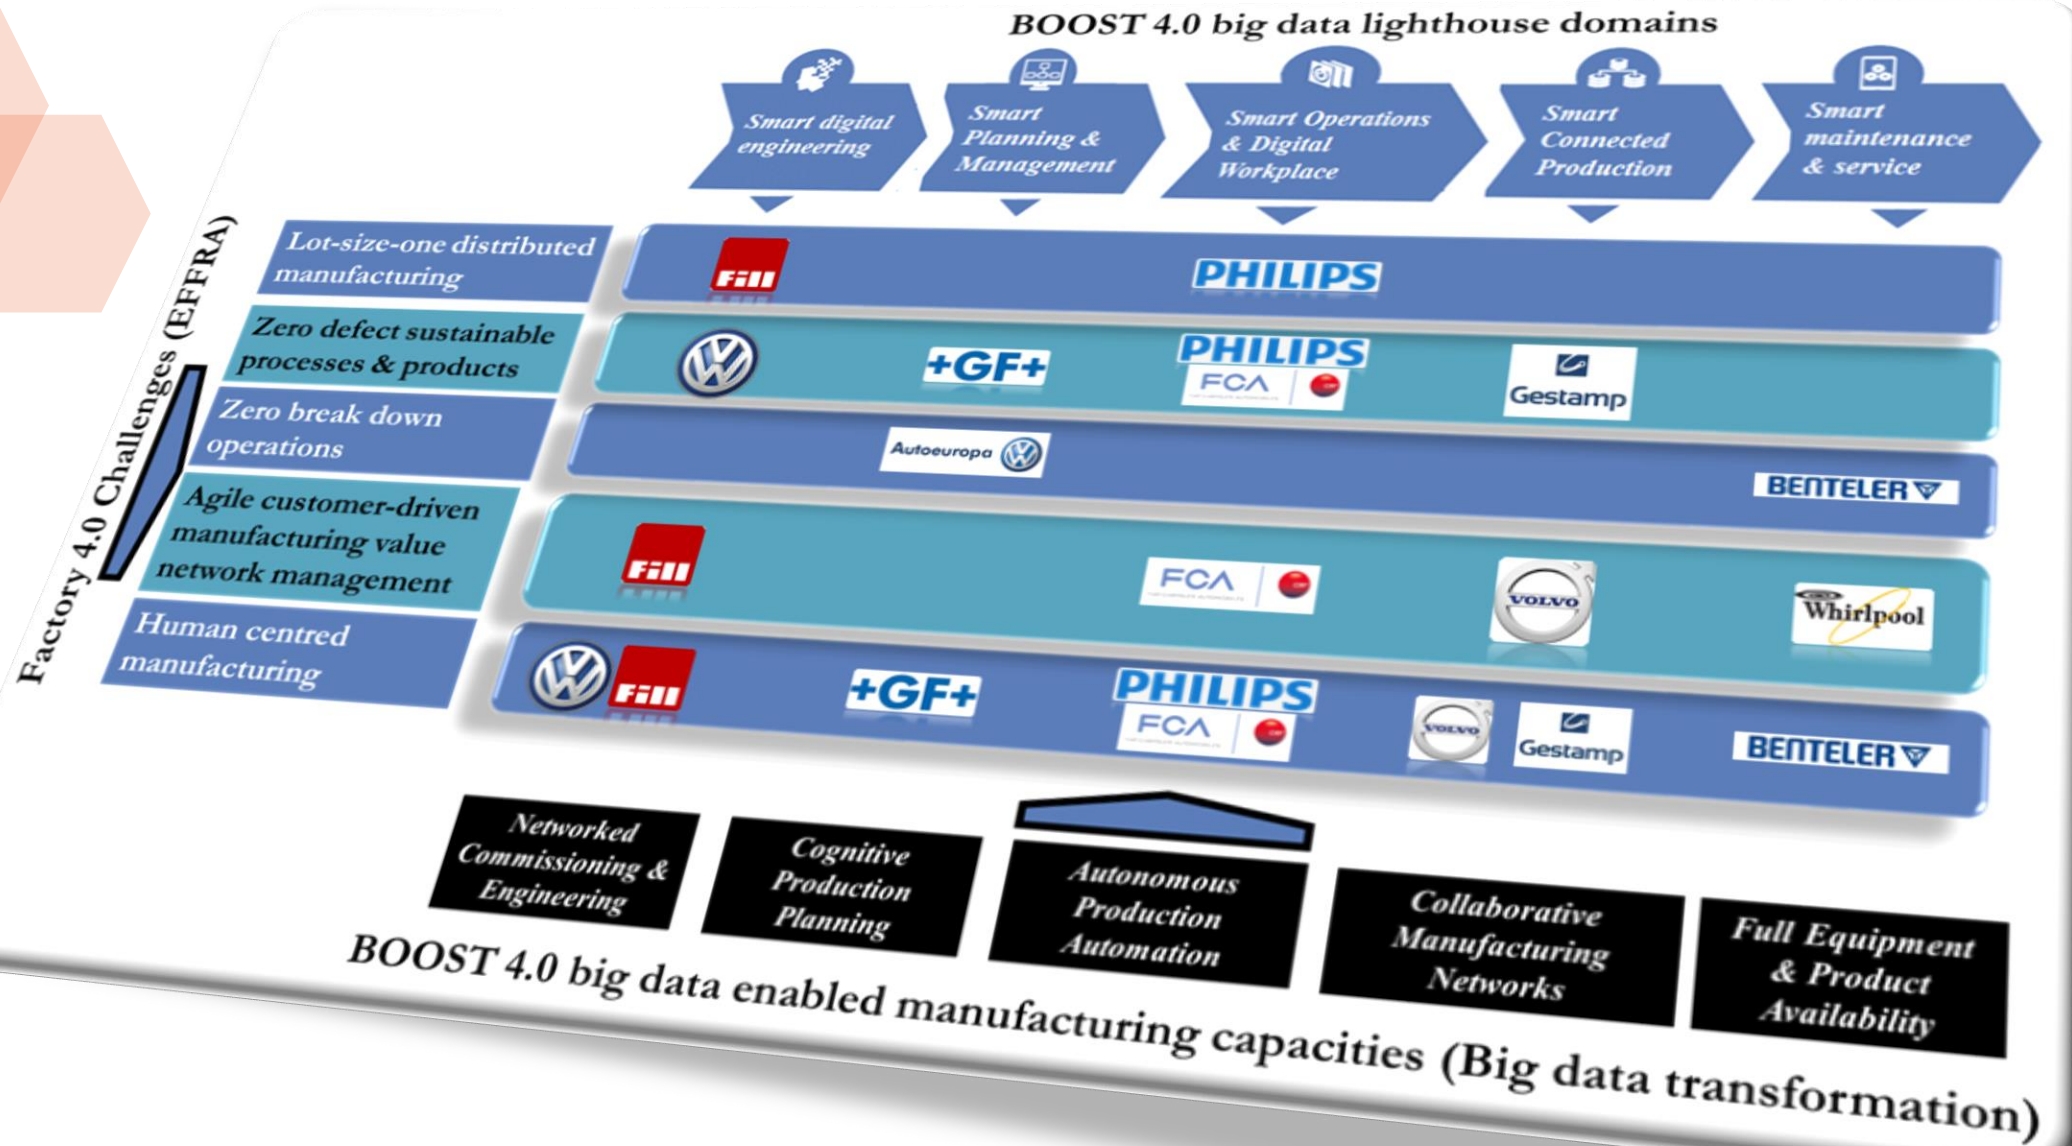 BOOST 4.0 big data lighthouse domains
Smart digital
engineering
Smart
Planning &
Management
Smart Operations
& Digital
Workplace
Smart
Connected
Production
Smart
maintenance
& service
Factory 4.0 Challenges (EFFRA)
Lot-size-one distributed
manufacturing
Fill
PHILIPS
Zero defect sustainable
processes & products
+GF+
PHILIPS
FCA
Gestamp
Zero break down
operations
Autoeuropa
BENTELER
Agile customer-driven
manufacturing value
network management
Fill
FCA
VOLVO
Whirlpool
Human centred
manufacturing
Fill
+GF+
PHILIPS
FCA
VOLVO
Gestamp
BENTELER
Networked
Commissioning &
Engineering
Cognitive
Production
Planning
Autonomous
Production
Automation
Collaborative
Manufacturing
Networks
Full Equipment
& Product
Availability
BOOST 4.0 big data enabled manufacturing capacities (Big data transformation)